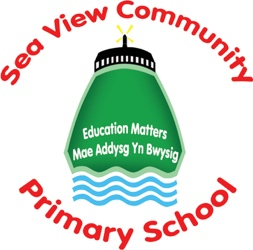 Sea View Community
Education Matters
Mae Addysg Yn Bwysig
Primary School